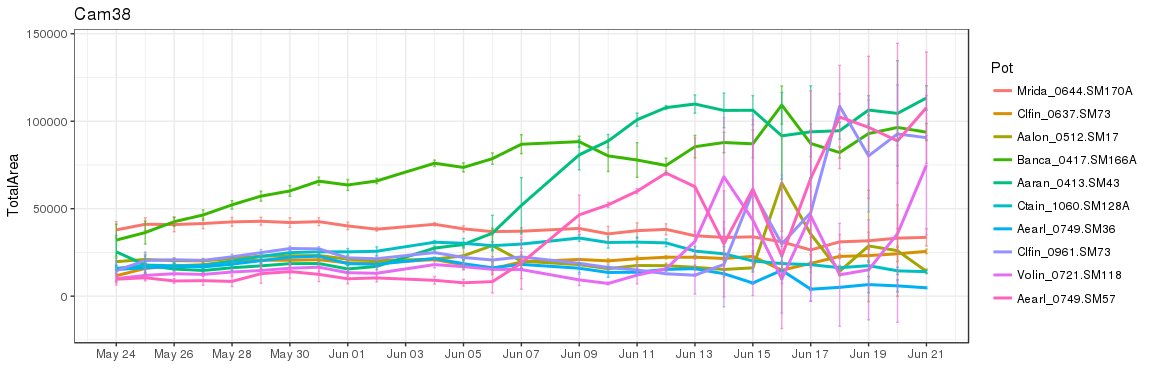 Cam38
TotalArea
150000
100000
50000
0
May 24 May 26 May 28 May 30 Jun 01 Jun 03 Jun 05 Jun 07 Jun 09 Jun 11 Jun 13 Jun 15 Jun 17 Jun 19 Jun 21
Pot
Mrida_0644.SM170A
Clfin_0637.SM73
Aalon_0512.SM17
Banca_0417.SM166A
Aaran_0413.SM43
Ctain_1060.SM128A
Aearl_0749.SM36
Clfin_0961.SM73
Volin_0721.SM118
Aearl_0749.SM57